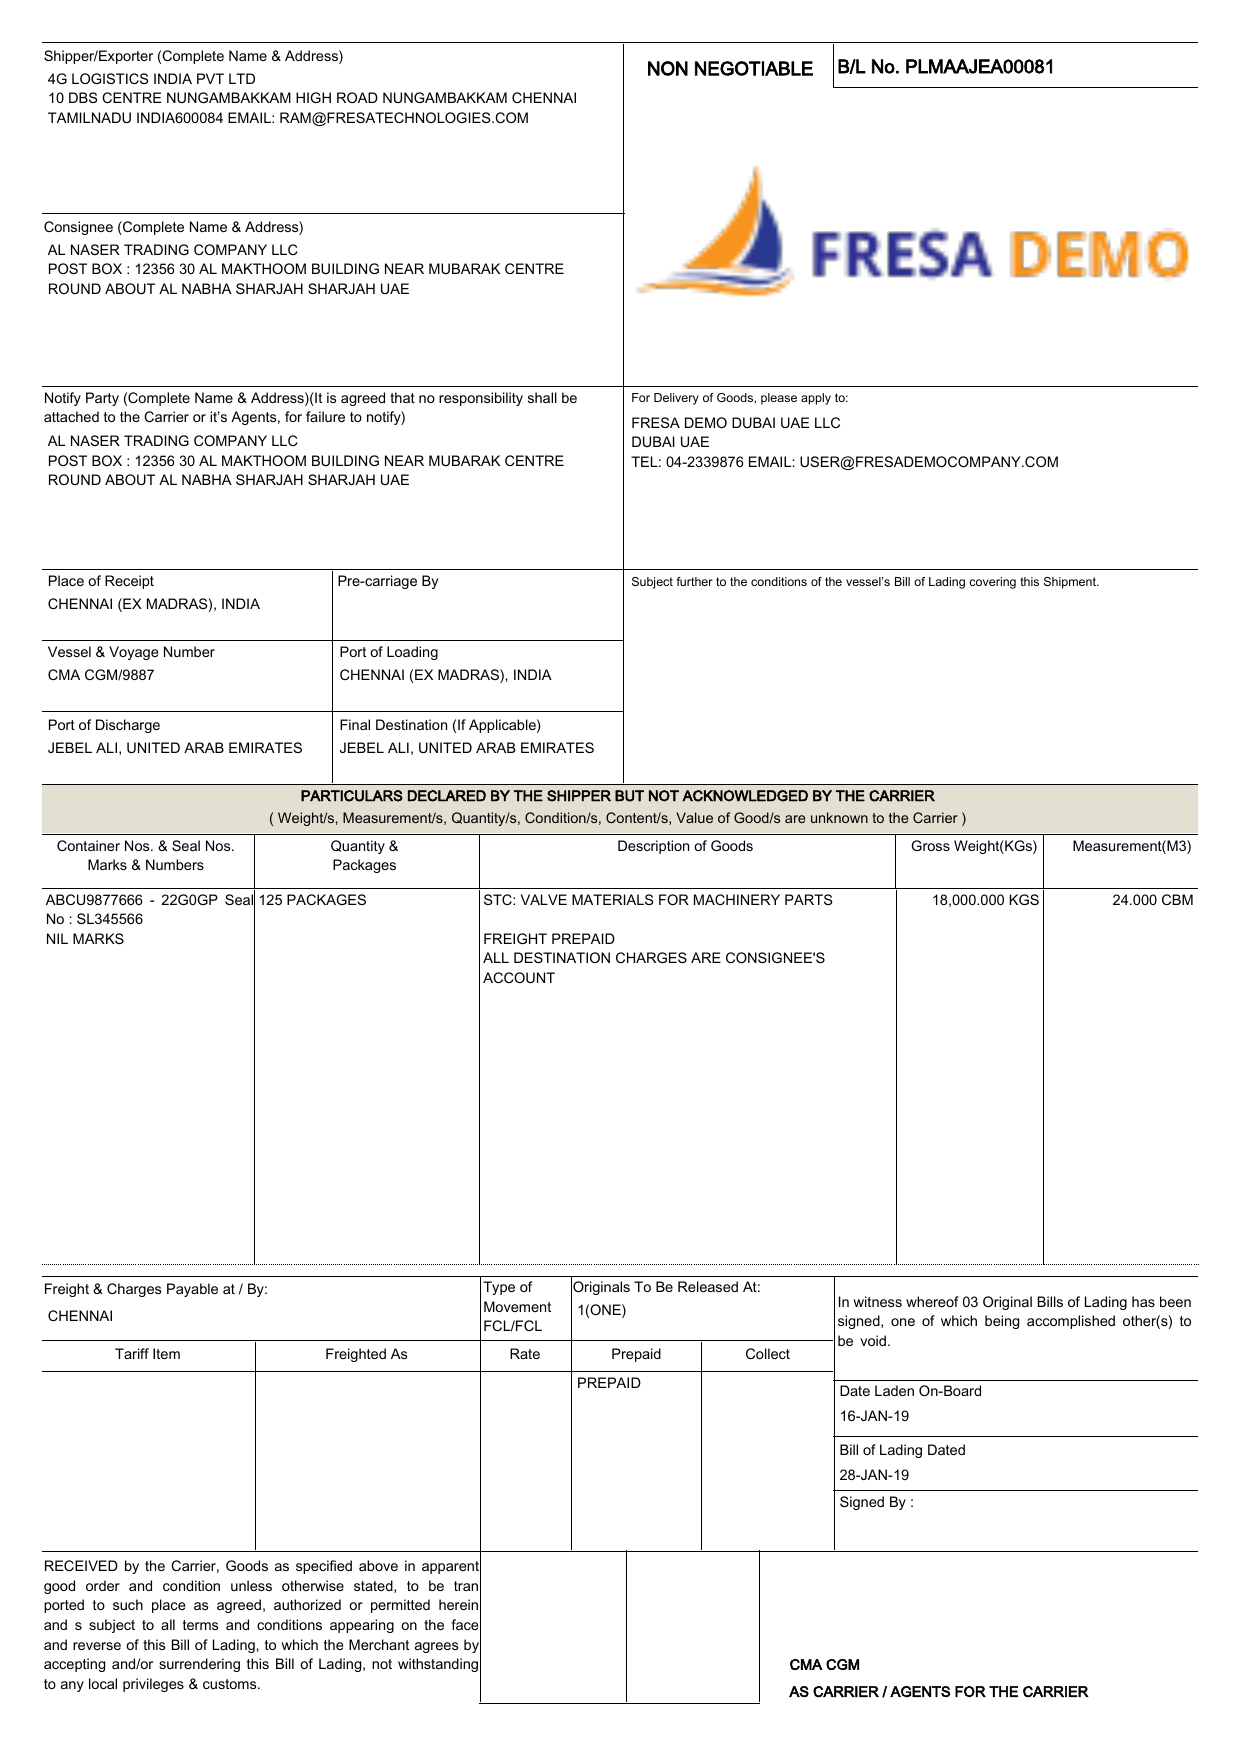 Shipper/Exporter (Complete Name & Address)
4G LOGISTICS INDIA PVT LTD
10 DBS CENTRE NUNGAMBAKKAM HIGH ROAD NUNGAMBAKKAM CHENNAI
TAMILNADU INDIA600084 EMAIL: RAM@FRESATECHNOLOGIES.COM
NON NEGOTIABLE
B/L No. PLMAAJEA00081
FRESA DEMO
Consignee (Complete Name & Address)
AL NASER TRADING COMPANY LLC
POST BOX : 12356 30 AL MAKTHOOM BUILDING NEAR MUBARAK CENTRE
ROUND ABOUT AL NABHA SHARJAH SHARJAH UAE
Notify Party (Complete Name & Address)(It is agreed that no responsibility shall be
attached to the Carrier or it's Agents, for failure to notify)
AL NASER TRADING COMPANY LLC
POST BOX : 12356 30 AL MAKTHOOM BUILDING NEAR MUBARAK CENTRE
ROUND ABOUT AL NABHA SHARJAH SHARJAH UAE
For Delivery of Goods, please apply to:
FRESA DEMO DUBAI UAE LLC
DUBAI UAE
TEL: 04-2339876 EMAIL: USER@FRESADEMOCOMPANY.COM
Place of Receipt
CHENNAI (EX MADRAS), INDIA
Pre-carriage By
Subject further to the conditions of the vessel's Bill of Lading covering this Shipment.
Vessel & Voyage Number
CMA CGM/9887
Port of Loading
CHENNAI (EX MADRAS), INDIA
Port of Discharge
JEBEL ALI, UNITED ARAB EMIRATES
Final Destination (If Applicable)
JEBEL ALI, UNITED ARAB EMIRATES
PARTICULARS DECLARED BY THE SHIPPER BUT NOT ACKNOWLEDGED BY THE CARRIER
( Weight/s, Measurement/s, Quantity/s, Condition/s, Content/s, Value of Good/s are unknown to the Carrier )
Container Nos. & Seal Nos.
Marks & Numbers
Quantity &
Packages
Description of Goods
Gross Weight(KGs)
Measurement(M3)
ABCU9877666 - 22G0GP Seal
No : SL345566
NIL MARKS
125 PACKAGES
STC: VALVE MATERIALS FOR MACHINERY PARTS
FREIGHT PREPAID
ALL DESTINATION CHARGES ARE CONSIGNEE'S
ACCOUNT
18,000.000 KGS
24.000 CBM
Freight & Charges Payable at / By:
CHENNAI
Type of
Movement
FCL/FCL
Originals To Be Released At:
1(ONE)
In witness whereof 03 Original Bills of Lading has been
signed, one of which being accomplished other(s) to
be void.
Tariff Item
Freighted As
Rate
Prepaid
Collect
PREPAID
Date Laden On-Board
16-JAN-19
Bill of Lading Dated
28-JAN-19
Signed By :
RECEIVED by the Carrier, Goods as specified above in apparent
good order and condition unless otherwise stated, to be tran
ported to such place as agreed, authorized or permitted herein
and s subject to all terms and conditions appearing on the face
and reverse of this Bill of Lading, to which the Merchant agrees by
accepting and/or surrendering this Bill of Lading, not withstanding
to any local privileges & customs.
CMA CGM
AS CARRIER / AGENTS FOR THE CARRIER